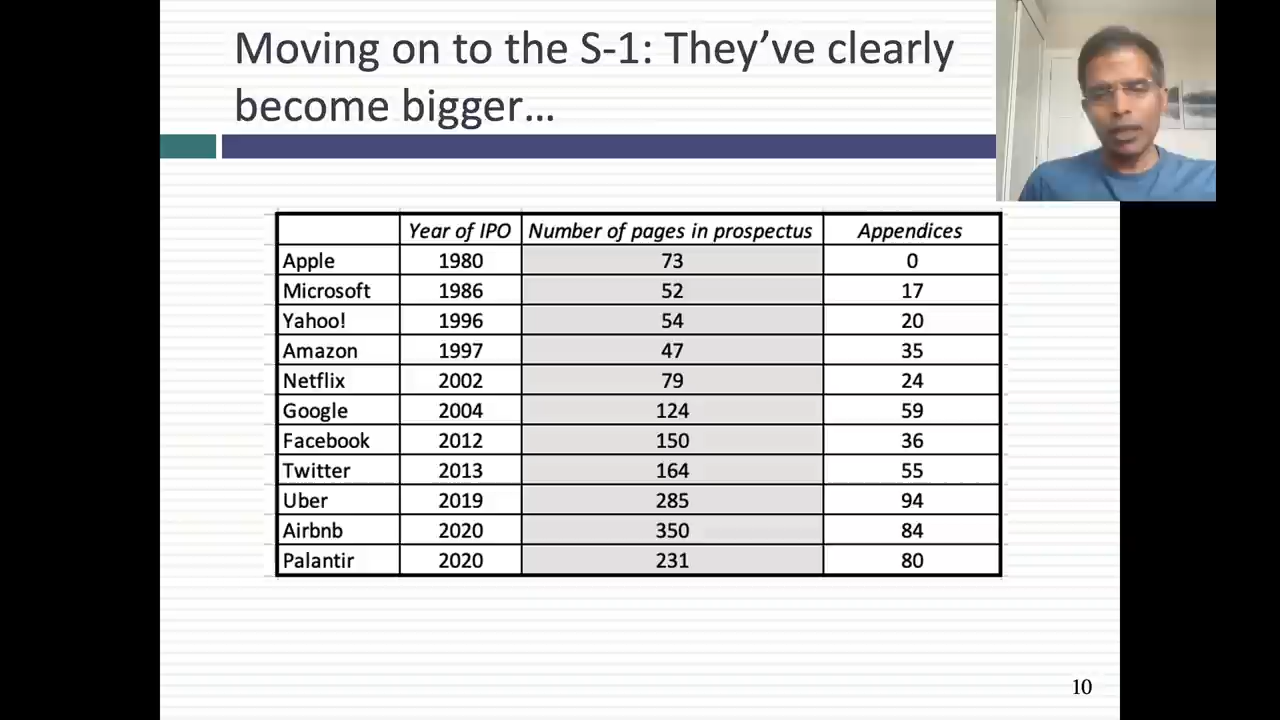 Moving on to the S-1: They’ve clearly
become bigger…
Year of IPO Number of pages in prospectus Appendices
Apple 1980 73 0
Microsoft 1986 52 17
Yahoo! 1996 54 20
Amazon 1997 47 35
Netflix 2002 79 24
Google 2004 124 59
Facebook 2012 150 36
Twitter 2013 164 55
Uber 2019 285 94
Airbnb 2020 350 84
Palantir 2020 231 80
10